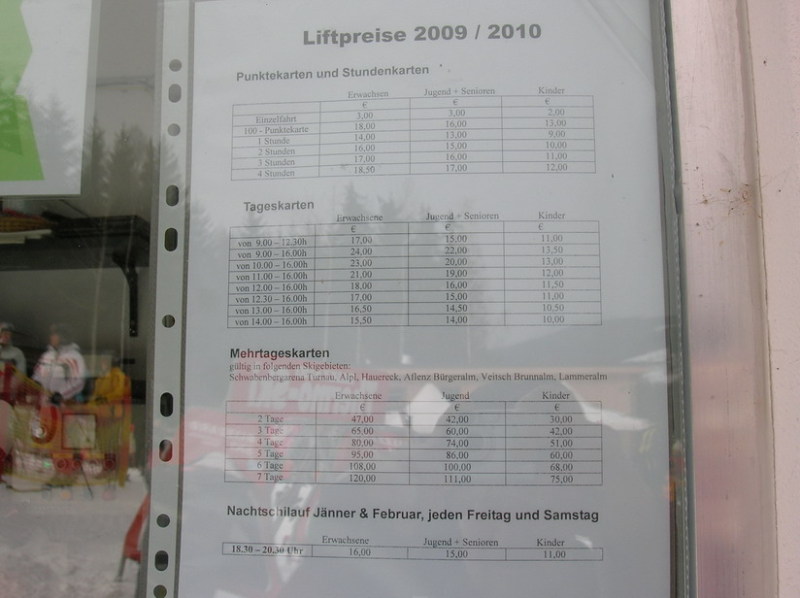 Liftpreise 2009 / 2010
Punktekarten und Stundenkarten
Erwachsen Jugend + Senioren Kinder
€ € €
Einzelfahrt 3,00 3,00 2,00
100 - Punktekarte 18,00 16,00 13,00
1 Stunde 14,00 13,00 9,00
2 Stunden 16,00 15,00 10,00
3 Stunden 17,00 16,00 11,00
4 Stunden 18,50 17,00 12,00
Tageskarten
Erwachsene Jugend + Senioren Kinder
€ € €
von 9.00 – 12.30h 17,00 15,00 11,00
von 9.00 – 16.00h 24,00 22,00 13,50
von 10.00 – 16.00h 23,00 20,00 13,00
von 11.00 – 16.00h 21,00 19,00 12,00
von 12.00 – 16.00h 18,00 16,00 11,50
von 12.30 – 16.00h 17,00 15,00 11,00
von 13.00 – 16.00h 16,50 14,50 10,50
von 14.00 – 16.00h 15,50 14,00 10,00
Mehrtageskarten
gültig in folgenden Skigebieten:
Schwabenbergarena Turnau, Alpl, Hauereck, Aflenz Bürgeralm, Veitsch Brunnalm, Lammeralm
Erwachsene Jugend Kinder
€ € €
2 Tage 47,00 42,00 30,00
3 Tage 65,00 60,00 42,00
4 Tage 80,00 74,00 51,00
5 Tage 95,00 86,00 60,00
6 Tage 108,00 100,00 68,00
7 Tage 120,00 111,00 75,00
Nachtschilauf Jänner & Februar, jeden Freitag und Samstag
Erwachsene Jugend + Senioren Kinder
18.30 – 20.30 Uhr 16,00 15,00 11,00